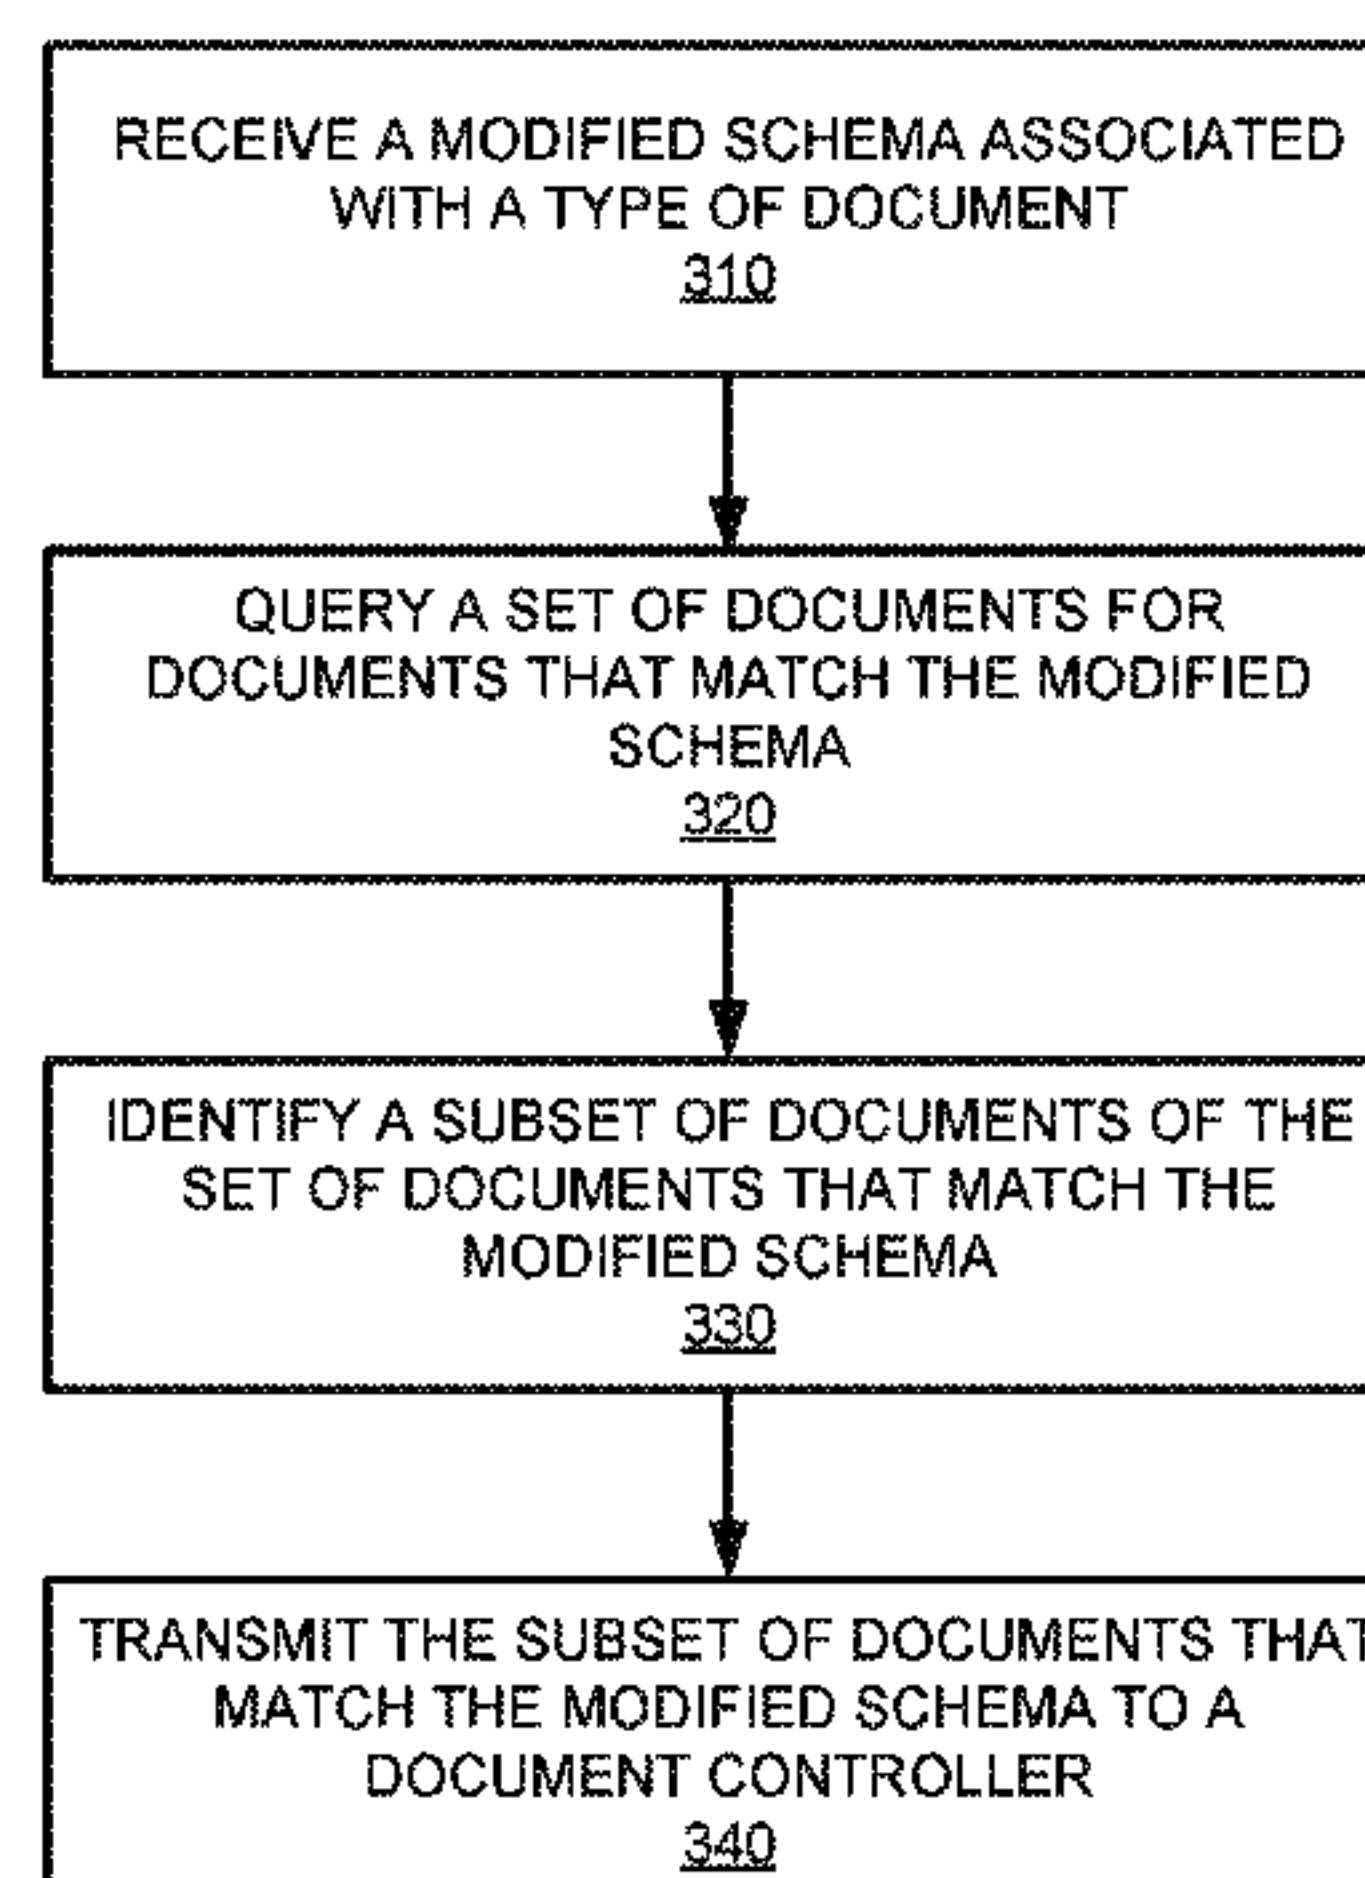 RECEIVE A MODIFIED SCHEMA ASSOCIATED
WITH A TYPE OF DOCUMENT
310
QUERY A SET OF DOCUMENTS FOR
DOCUMENTS THAT MATCH THE MODIFIED
SCHEMA
320
IDENTIFY A SUBSET OF DOCUMENTS OF THE
SET OF DOCUMENTS THAT MATCH THE
MODIFIED SCHEMA
330
TRANSMIT THE SUBSET OF DOCUMENTS THAT
MATCH THE MODIFIED SCHEMA TO A
DOCUMENT CONTROLLER
340